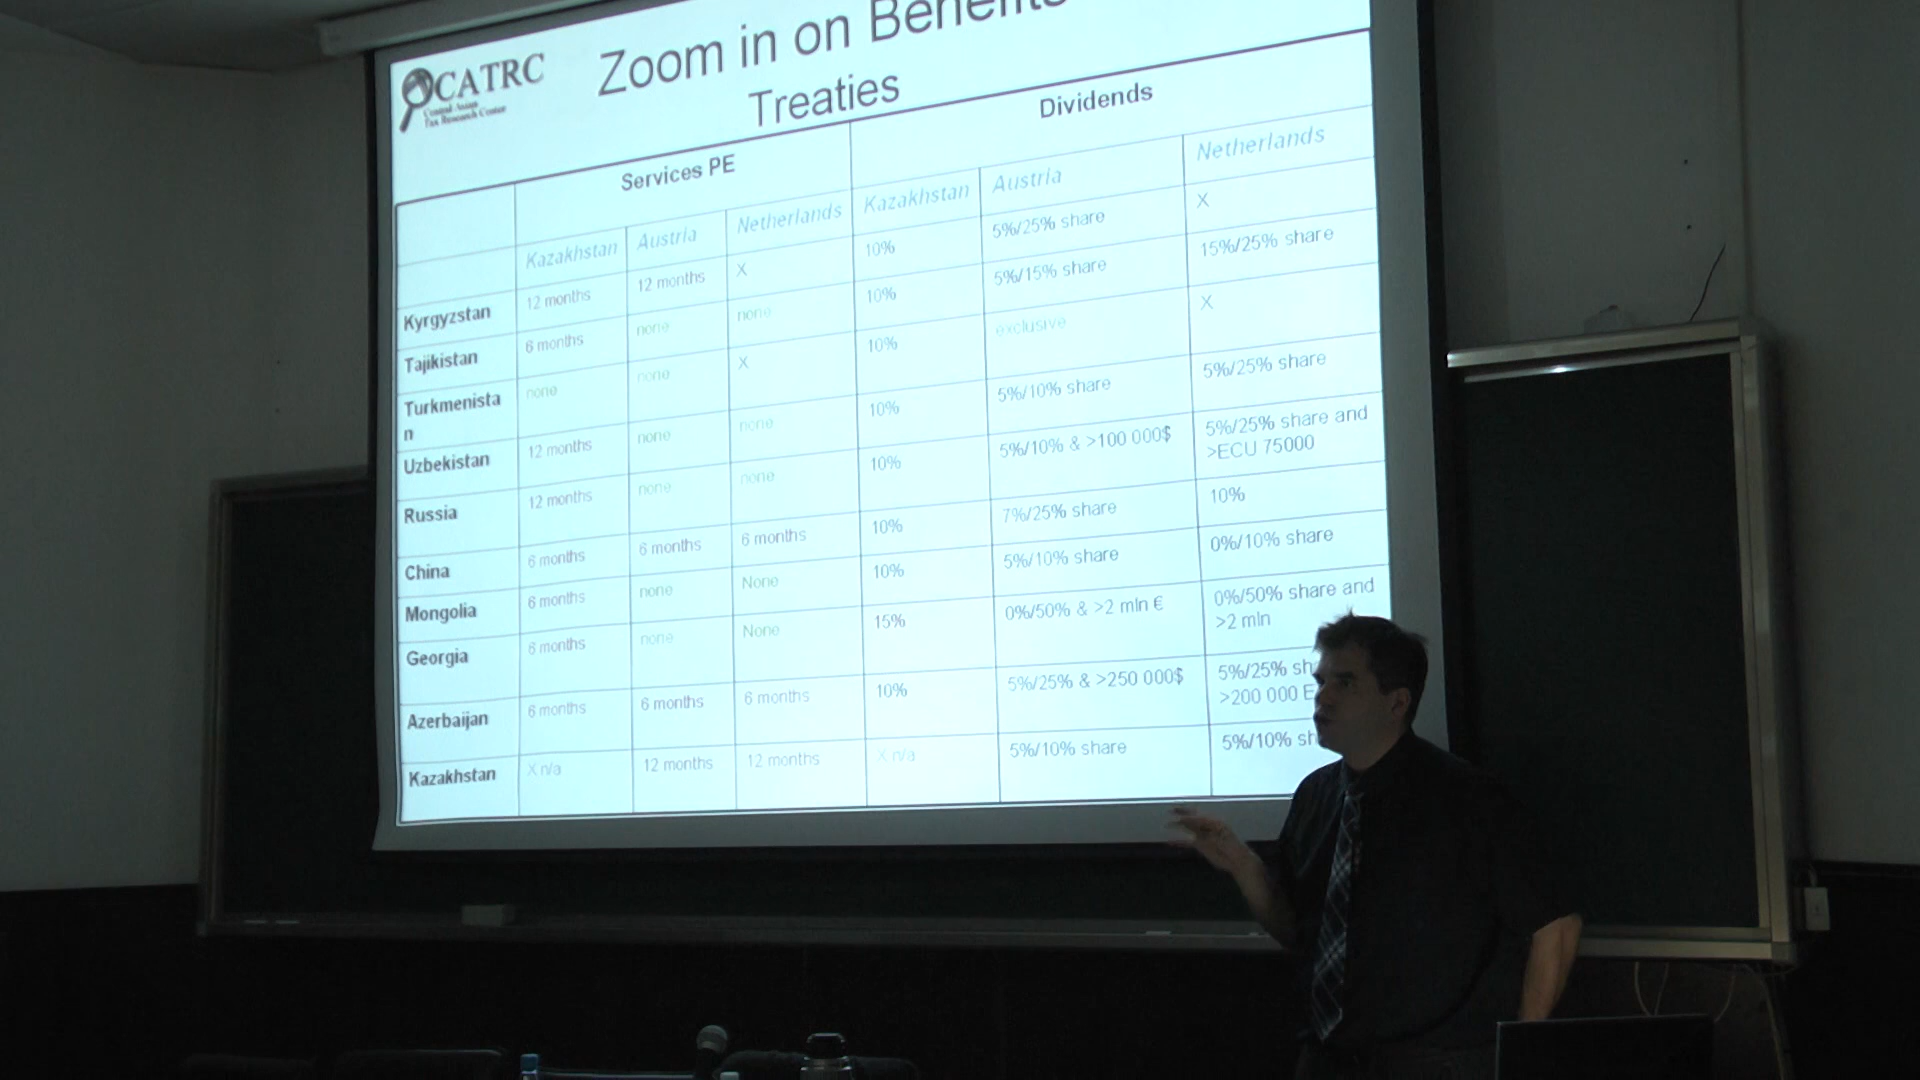 CATRC
Central Asian
Tax Research Center
Zoom in on Benefits
Treaties
Services PE Dividends
Kazakhstan Austria Netherlands Kazakhstan Austria Netherlands
Kyrgyzstan 12 months 12 months X 10% 5%/25% share X
Tajikistan 6 months none none 10% 5%/15% share 15%/25% share
Turkmenista
n none none X 10% exclusive X
Uzbekistan 12 months none none 10% 5%/10% share 5%/25% share
Russia 12 months none none 10% 5%/10% & >100 000$ 5%/25% share and
>ECU 75000
China 6 months 6 months 6 months 10% 7%/25% share 10%
Mongolia 6 months none None 10% 5%/10% share 0%/10% share
Georgia 6 months none None 15% 0%/50% & >2 mln € 0%/50% share and
>2 mln
Azerbaijan 6 months 6 months 6 months 10% 5%/25% & >250 000$ 5%/25% sh
>200 000 E
Kazakhstan X n/a 12 months 12 months X n/a 5%/10% share 5%/10% sh